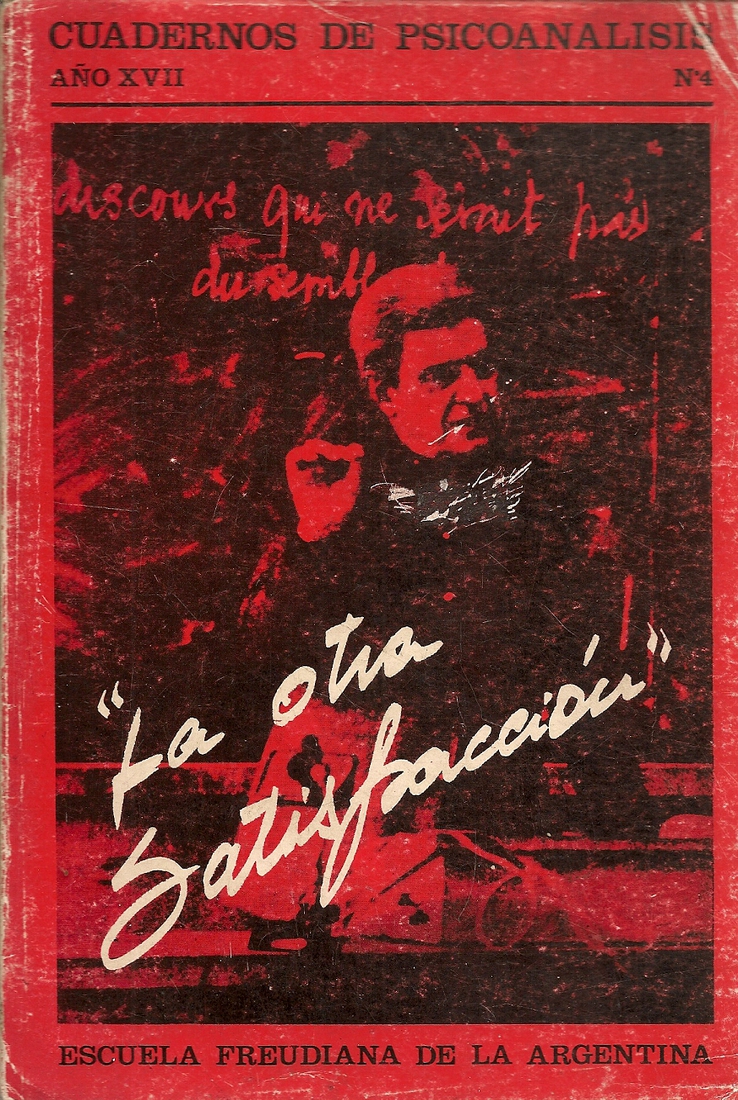 CUADERNOS DE PSICOANALISIS
AÑO XVII Nº4
discours qui ne serait pas
du sembl
"La otra
satisfacción"
ESCUELA FREUDIANA DE LA ARGENTINA